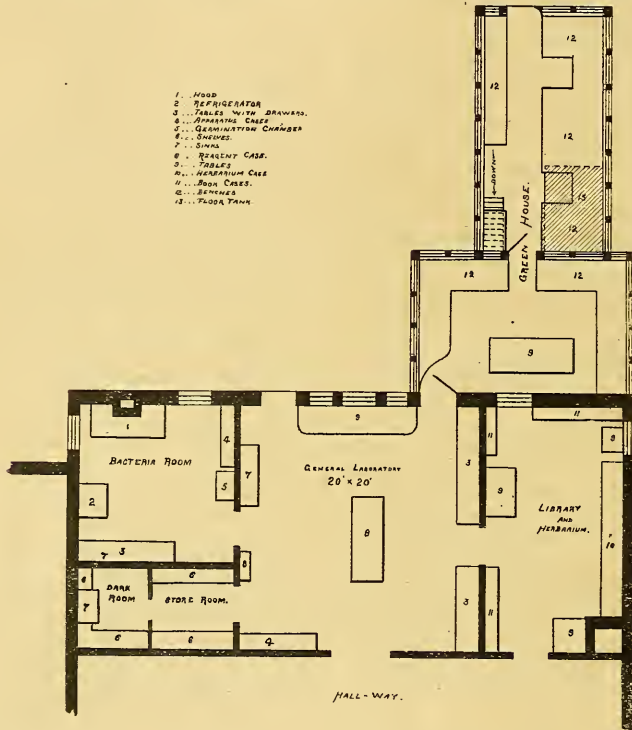 1... HOOD
2 REFRIGERATOR
3... TABLES WITH DRAWERS.
4... APPARATUS CASES
5... GERMINATION CHAMBER
6... SHELVES.
7... SINKS
8. REAGENT CASE.
9... TABLES
10... HERBARIUM CASE
11... BOOK CASES.
12... BENCHES
13... FLOOR TANK
12
12
12
DOWN
13
12
GREEN HOUSE.
12
12
9
1
4
9
11
11
9
BACTERIA ROOM
7
GENERAL LABORATORY
20' x 20'
3
5
9
2
8
LIBRARY
AND
HERBARIUM.
10
7 3
6
DARK
ROOM
7
6
STORE ROOM.
8
3
11
9
6
6
4
HALL-WAY.